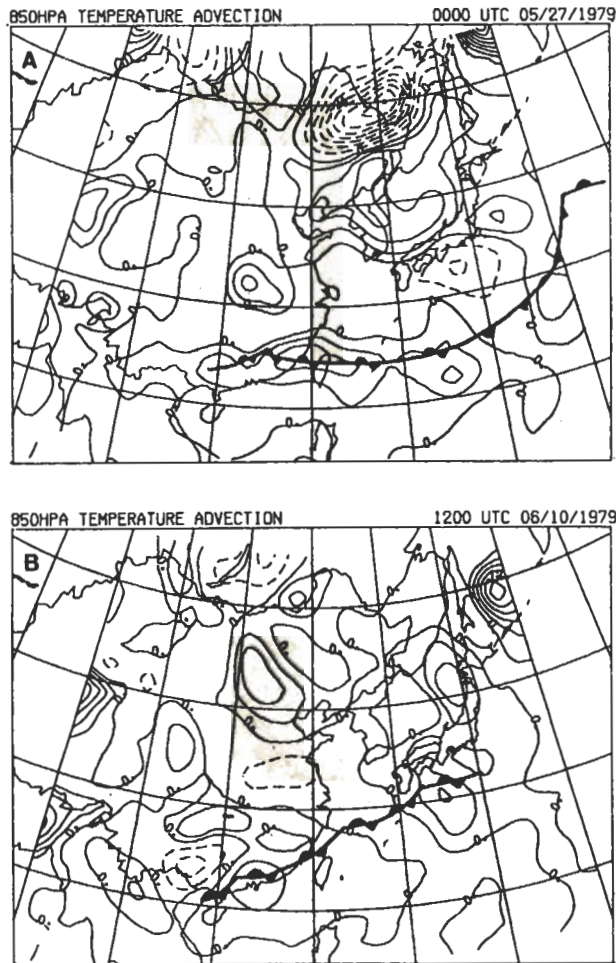 850HPA TEMPERATURE ADVECTION 0000 UTC 05/27/1979
A
850HPA TEMPERATURE ADVECTION 1200 UTC 06/10/1979
B